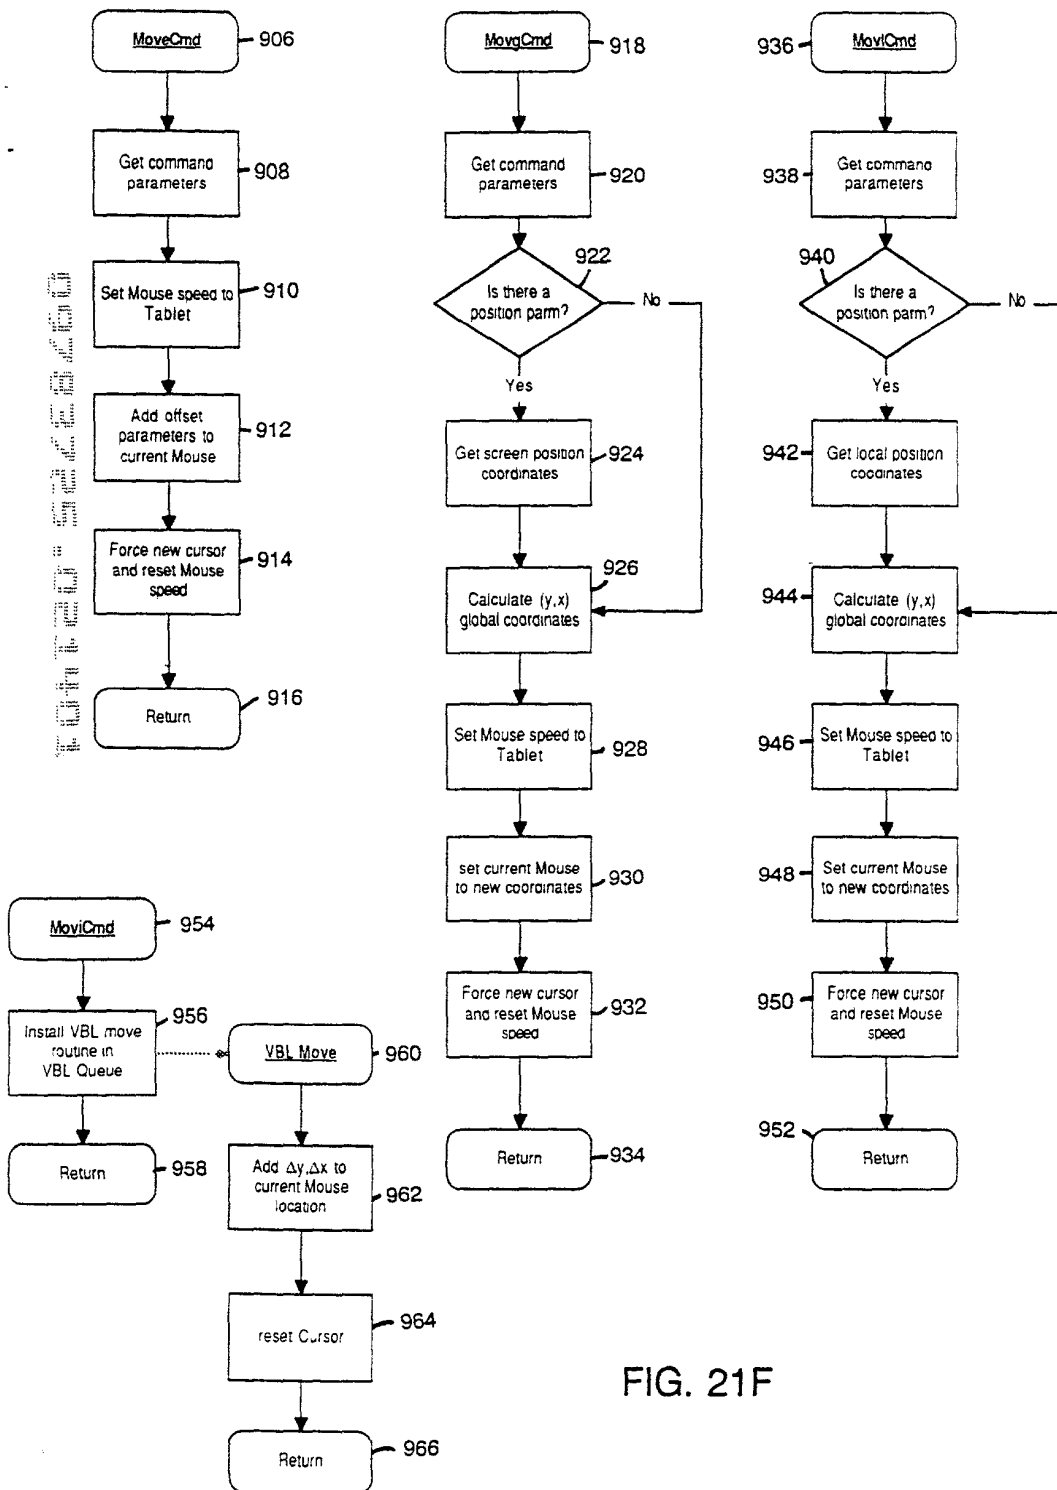 MoveCmd
906
Get command
parameters
908
Set Mouse speed to
Tablet
910
Add offset
parameters to
current Mouse
912
Force new cursor
and reset Mouse
speed
914
Return
916
MovgCmd
918
Get command
parameters
920
922
Is there a
position parm?
No
Yes
Get screen position
coordinates
924
926
Calculate (y,x)
global coordinates
Set Mouse speed to
Tablet
928
set current Mouse
to new coordinates
930
Force new cursor
and reset Mouse
speed
932
Return
934
936
MovlCmd
938
Get command
parameters
940
Is there a
position parm?
No
Yes
942
Get local position
coodinates
944
Calculate (y,x)
global coordinates
946
Set Mouse speed to
Tablet
948
Set current Mouse
to new coordinates
950
Force new cursor
and reset Mouse
speed
952
Return
MoviCmd
954
956
Install VBL move
routine in
VBL Queue
Return
958
VBL Move
960
Add Δy,Δx to
current Mouse
location
962
reset Cursor
964
Return
966
FIG. 21F